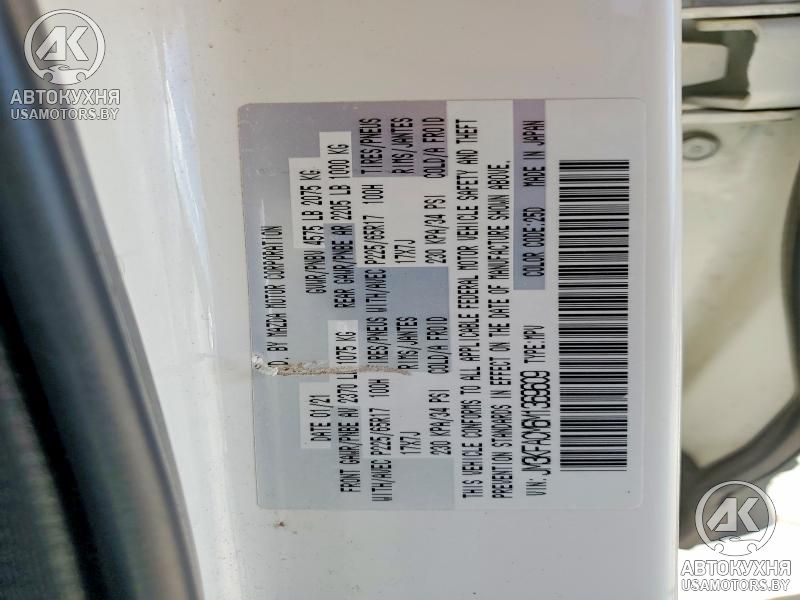 AK
АВТОКУХНЯ
USAMOTORS.BY
D. BY MAZDA MOTOR CORPORATION
DATE 01/21 GVWR/PNBV 4575 LB 2075 KG
FRONT GAWR/PNBE AV 2370 LB 1075 KG REAR GAWR/PNBE AR 2205 LB 1000 KG
WITH/AVEC P225/65R17 100H TIRES/PNEUS WITH/AVEC P225/65R17 100H TIRES/PNEUS
17X7J RIMS/JANTES 17X7J RIMS/JANTES
230 KPA/34 PSI COLD/A FROID 230 KPA/34 PSI COLD/A FROID
THIS VEHICLE CONFORMS TO ALL APPLICABLE FEDERAL MOTOR VEHICLE SAFETY AND THEFT
PREVENTION STANDARDS IN EFFECT ON THE DATE OF MANUFACTURE SHOWN ABOVE.
COLOR CODE:25D MADE IN JAPAN
VIN: JM3KFACM6M1369609 TYPE:MPV
AK
АВТОКУХНЯ
USAMOTORS.BY